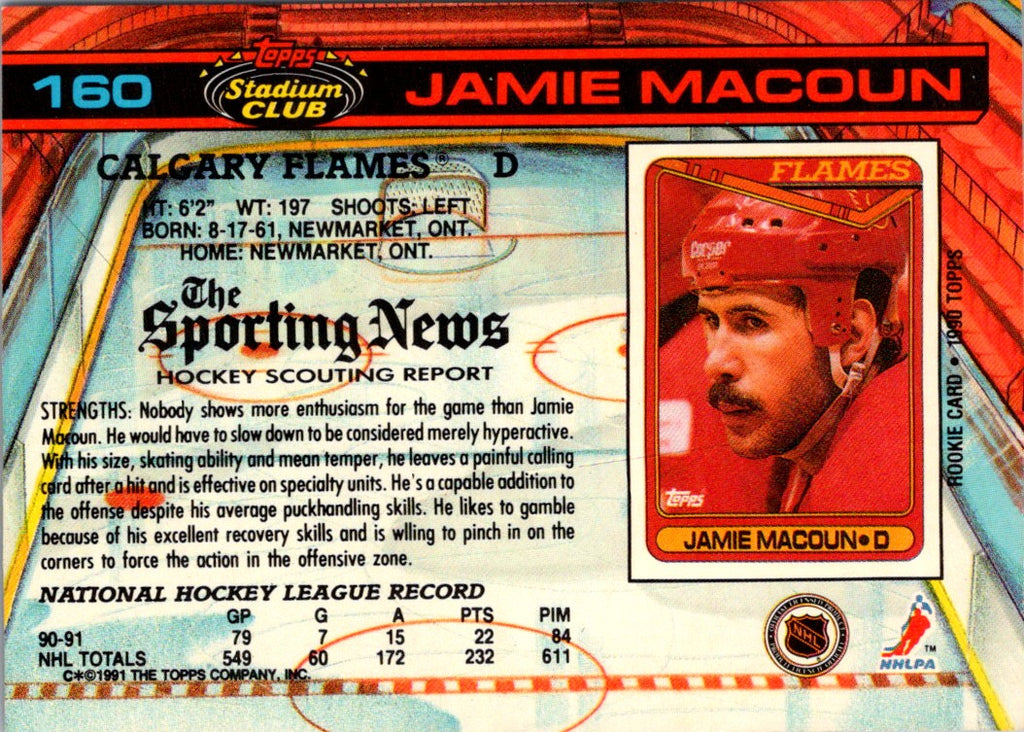 160
Topps
Stadium
CLUB
JAMIE MACOUN
CALGARY FLAMES® D
HT: 6'2" WT: 197 SHOOTS: LEFT
BORN: 8-17-61, NEWMARKET, ONT.
HOME: NEWMARKET, ONT.
The
Sporting News
HOCKEY SCOUTING REPORT
STRENGTHS: Nobody shows more enthusiasm for the game than Jamie
Macoun. He would have to slow down to be considered merely hyperactive.
With his size, skating ability and mean temper, he leaves a painful calling
card after a hit and is effective on specialty units. He's a capable addition to
the offense despite his average puckhandling skills. He likes to gamble
because of his excellent recovery skills and is wlling to pinch in on the
corners to force the action in the offensive zone.
NATIONAL HOCKEY LEAGUE RECORD
GP G A PTS PIM
90-91 79 7 15 22 84
NHL TOTALS 549 60 172 232 611
C*©1991 THE TOPPS COMPANY, INC.
FLAMES
Cooper
Topps
JAMIE MACOUN • D
ROOKIE CARD • 1990 TOPPS
NHL
NHLPA
TM